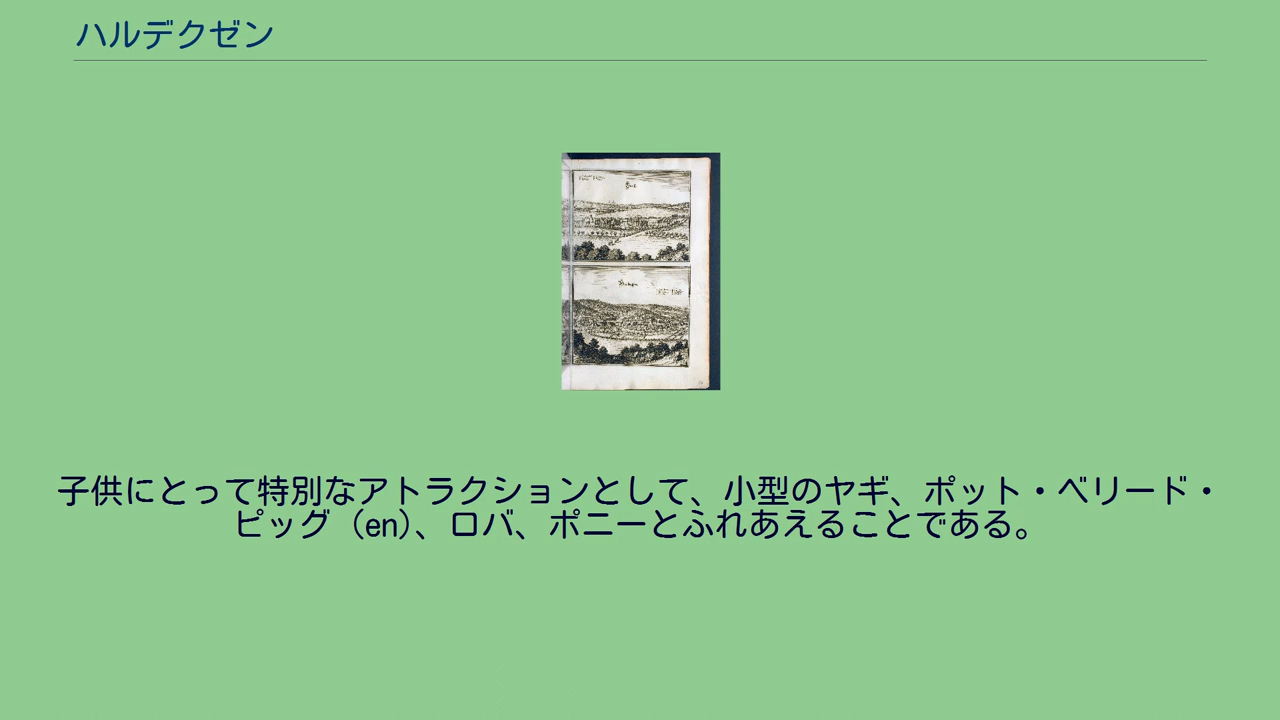 ハルデクゼン
子供にとって特別なアトラクションとして、小型のヤギ、ポット・ベリード・
ピッグ（en)、ロバ、ポニーとふれあえることである。